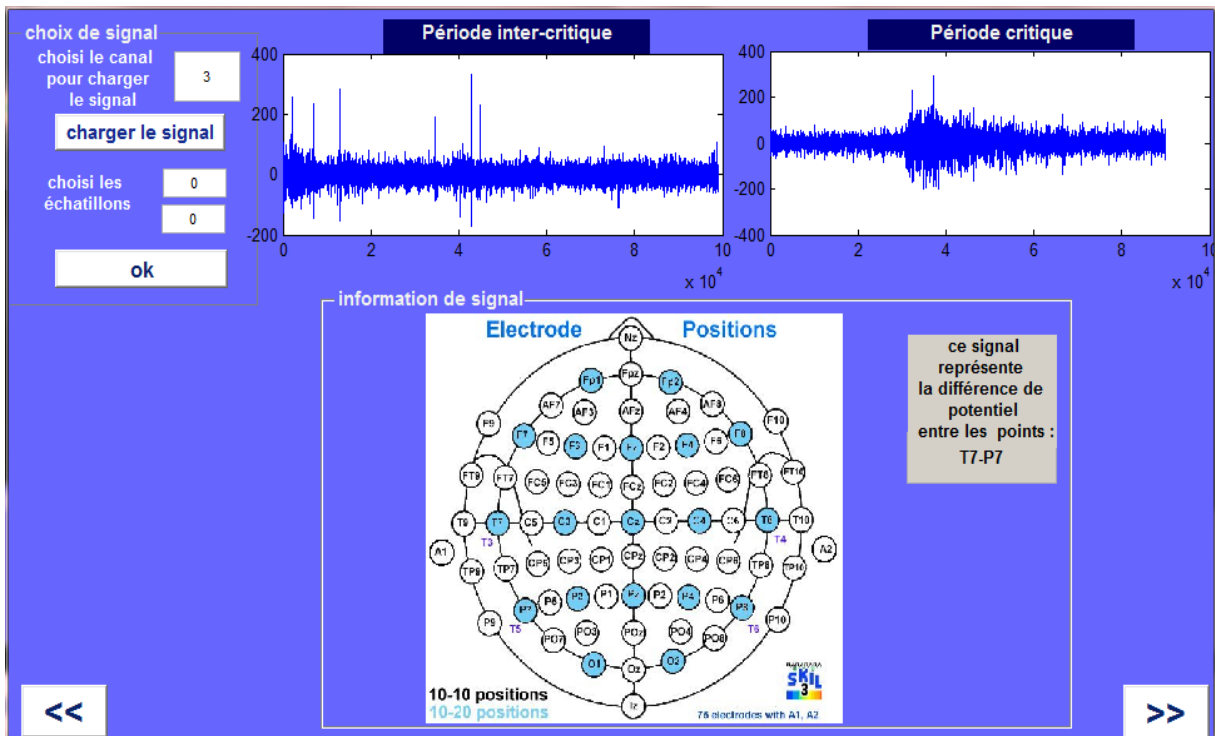 choix de signal
choisi le canal
pour charger
le signal
3
charger le signal
choisi les
échatillons
0
0
ok
Période inter-critique
400
200
0
-200
0 2 4 6 8 10
x 10^4
Période critique
400
200
0
-200
-400
0 2 4 6 8 10
x 10^4
information de signal
Electrode Positions
Nz
Fp1 Fpz Fp2
AF7 AF3 AFz AF4 AF8
F9 F7 F5 F3 F1 Fz F2 F4 F6 F8 F10
FT9 FT7 FC5 FC3 FC1 FCz FC2 FC4 FC6 FT8 FT10
T9 T7 C5 C3 C1 Cz C2 C4 C6 T8 T10
T3 T4
A1 A2
TP9 TP7 CP5 CP3 CP1 CPz CP2 CP4 CP6 TP8 TP10
P9 P7 P5 P3 P1 Pz P2 P4 P6 P8 P10
T5 T6
PO7 PO3 POz PO4 PO8
O1 Oz O2
Iz
10-10 positions
10-20 positions
SKIL
3
76 electrodes with A1, A2
ce signal
représente
la différence de
potentiel
entre les points :
T7-P7
<<
>>